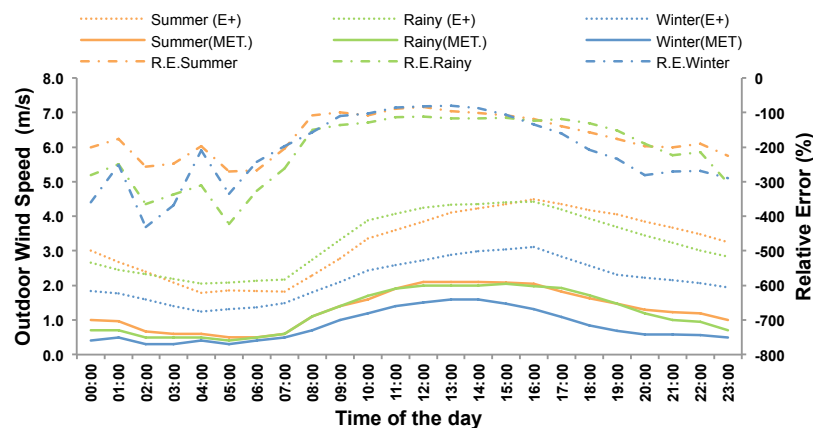 Summer (E+) Rainy (E+) Winter(E+)
Summer(MET.) Rainy(MET.) Winter(MET)
R.E.Summer R.E.Rainy R.E.Winter
8.0 0
7.0 -100
6.0 -200
5.0 -300
4.0 -400
3.0 -500
2.0 -600
1.0 -700
0.0 -800
Outdoor Wind Speed (m/s)
Relative Error (%)
00:00 01:00 02:00 03:00 04:00 05:00 06:00 07:00 08:00 09:00 10:00 11:00 12:00 13:00 14:00 15:00 16:00 17:00 18:00 19:00 20:00 21:00 22:00 23:00
Time of the day